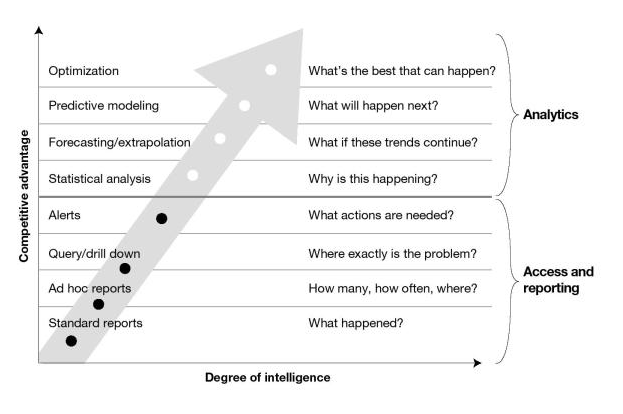 Competitive advantage
Optimization
What's the best that can happen?
Predictive modeling
What will happen next?
Forecasting/extrapolation
What if these trends continue?
Statistical analysis
Why is this happening?
Analytics
Alerts
What actions are needed?
Query/drill down
Where exactly is the problem?
Ad hoc reports
How many, how often, where?
Standard reports
What happened?
Access and
reporting
Degree of intelligence